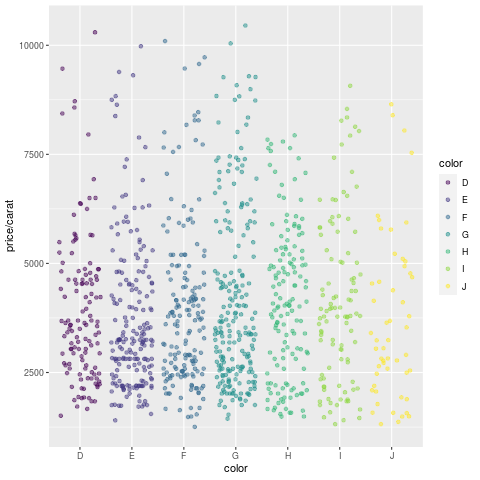 10000
7500
5000
2500
price/carat
D E F G H I J
color
color
D
E
F
G
H
I
J